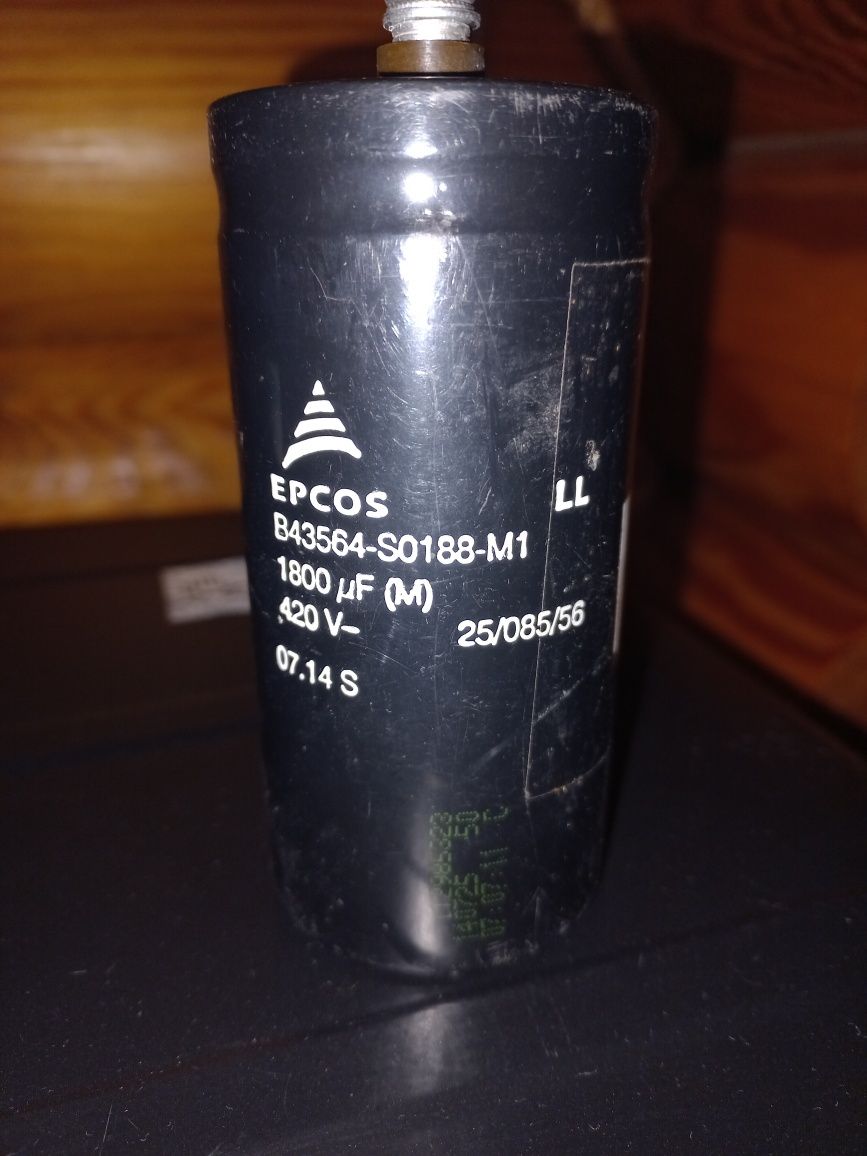 EPCOS
LL
B43564-S0188-M1
1800 µF (M)
420 V–
25/085/56
07.14 S